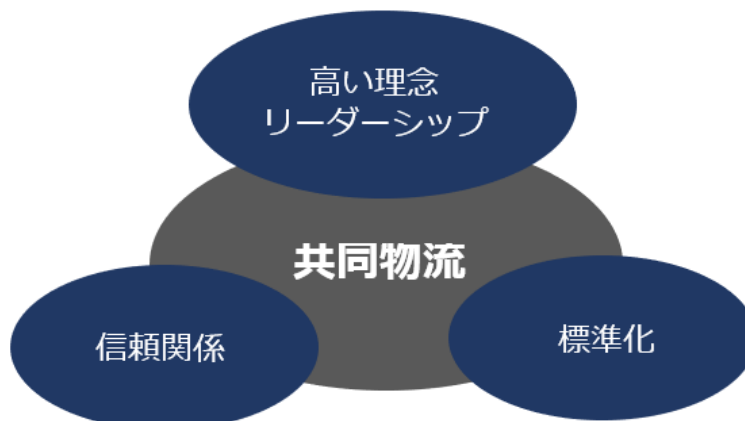 高い理念
リーダーシップ
共同物流
信頼関係
標準化